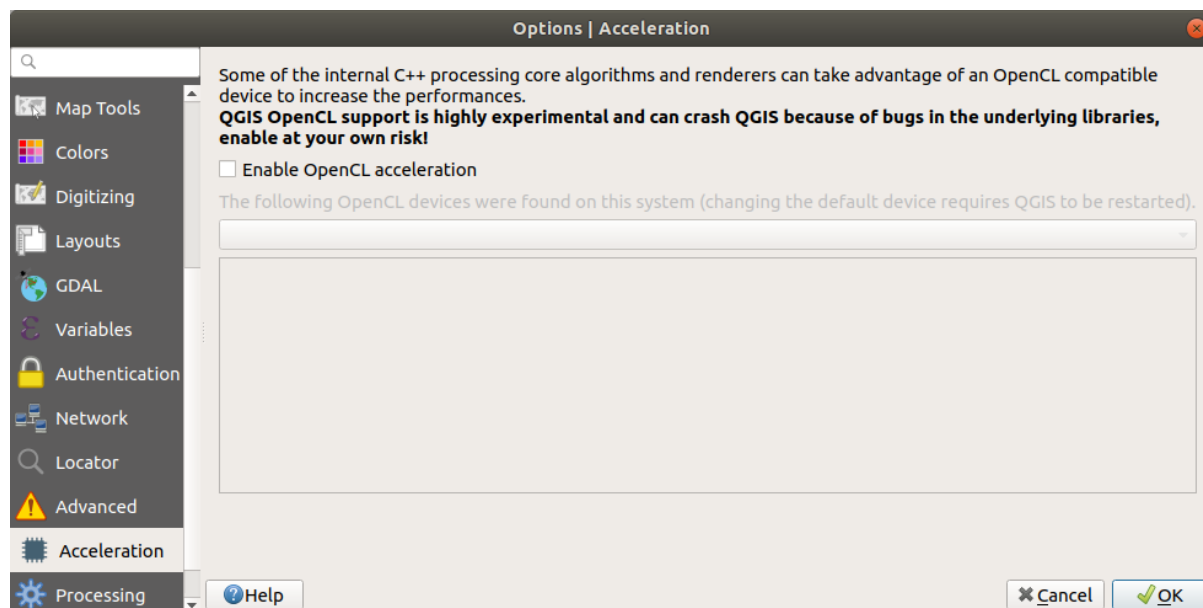 Options | Acceleration
Map Tools
Colors
Digitizing
Layouts
GDAL
Variables
Authentication
Network
Locator
Advanced
Acceleration
Processing
Some of the internal C++ processing core algorithms and renderers can take advantage of an OpenCL compatible
device to increase the performances.
QGIS OpenCL support is highly experimental and can crash QGIS because of bugs in the underlying libraries,
enable at your own risk!
Enable OpenCL acceleration
The following OpenCL devices were found on this system (changing the default device requires QGIS to be restarted).
Help
Cancel
OK